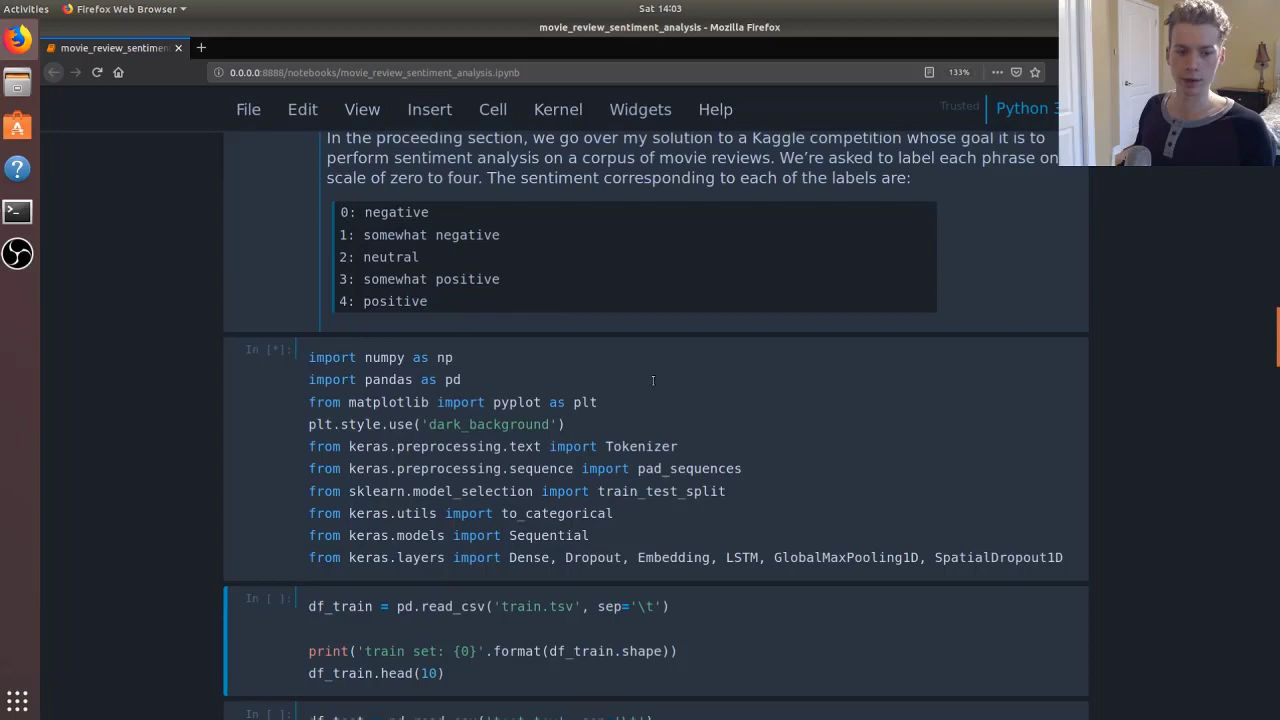 Activities
Firefox Web Browser
Sat 14:03
movie_review_sentiment_analysis - Mozilla Firefox
movie_review_sentimen
0.0.0.0:8888/notebooks/movie_review_sentiment_analysis.ipynb
133%
File Edit View Insert Cell Kernel Widgets Help
Trusted
Python 3
In the proceeding section, we go over my solution to a Kaggle competition whose goal it is to
perform sentiment analysis on a corpus of movie reviews. We’re asked to label each phrase on
scale of zero to four. The sentiment corresponding to each of the labels are:
0: negative
1: somewhat negative
2: neutral
3: somewhat positive
4: positive
In [*]:
import numpy as np
import pandas as pd
from matplotlib import pyplot as plt
plt.style.use('dark_background')
from keras.preprocessing.text import Tokenizer
from keras.preprocessing.sequence import pad_sequences
from sklearn.model_selection import train_test_split
from keras.utils import to_categorical
from keras.models import Sequential
from keras.layers import Dense, Dropout, Embedding, LSTM, GlobalMaxPooling1D, SpatialDropout1D
In [ ]:
df_train = pd.read_csv('train.tsv', sep='\t')
print('train set: {0}'.format(df_train.shape))
df_train.head(10)
In [ ]: